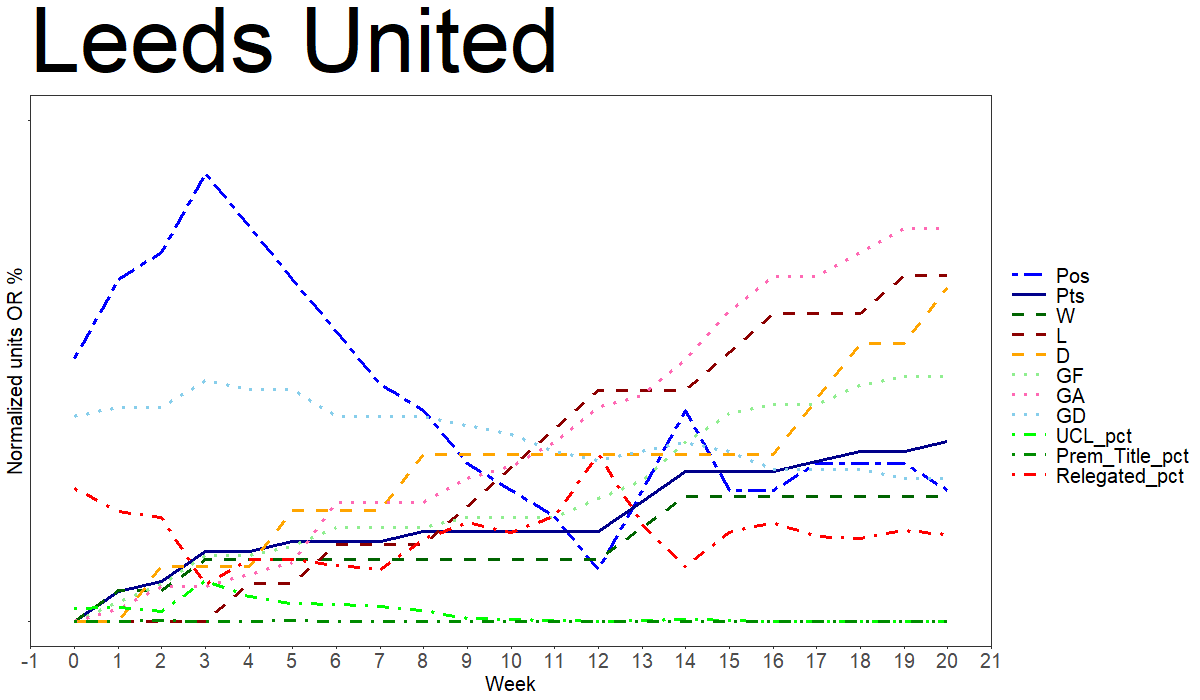 Leeds United
Normalized units OR %
Pos
Pts
W
L
D
GF
GA
GD
UCL_pct
Prem_Title_pct
Relegated_pct
-1 0 1 2 3 4 5 6 7 8 9 10 11 12 13 14 15 16 17 18 19 20 21
Week